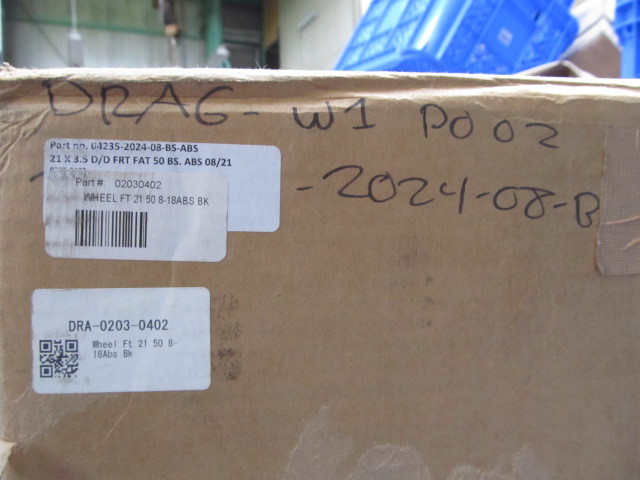 DRAG-W1 P002
Part no. 04235-2024-08-BS-ABS
21 X 3.5 D/D FRT FAT 50 BS. ABS 08/21
Part#: 02030402
WHEEL FT 21 50 8-18ABS BK
-2024-08-B
DRA-0203-0402
Wheel Ft 21 50 8-
18Abs Bk